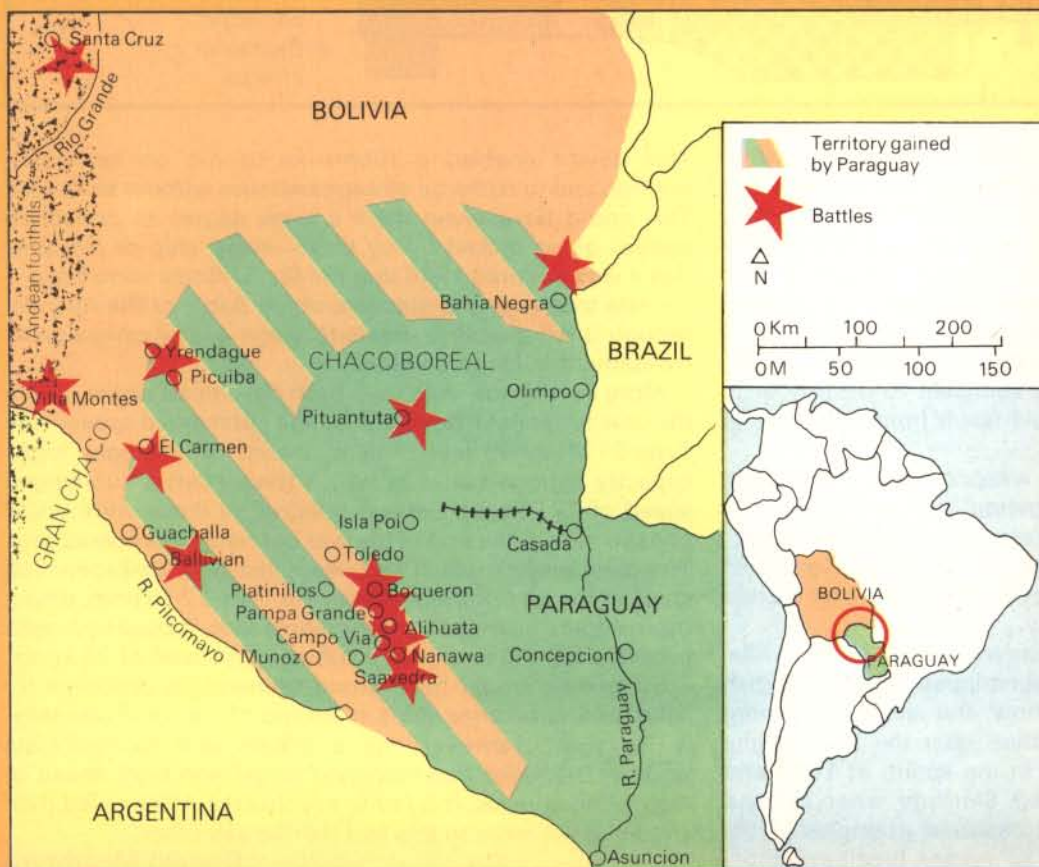 Santa Cruz
Rio Grande
BOLIVIA
Andean foothills
Bahia Negra
CHACO BOREAL
BRAZIL
Yrendague
Picuiba
Olimpo
Villa Montes
Pituantuta
El Carmen
GRAN CHACO
Isla Poi
Guachalla
Casada
Toledo
Ballivian
Platinillos
Boqueron
PARAGUAY
Pampa Grande
Alihuata
R. Pilcomayo
Campo Via
Munoz
Nanawa
Concepcion
Saavedra
R. Paraguay
ARGENTINA
Asuncion
Territory gained
by Paraguay
Battles
N
0 Km 100 200
0 M 50 100 150
BOLIVIA
PARAGUAY